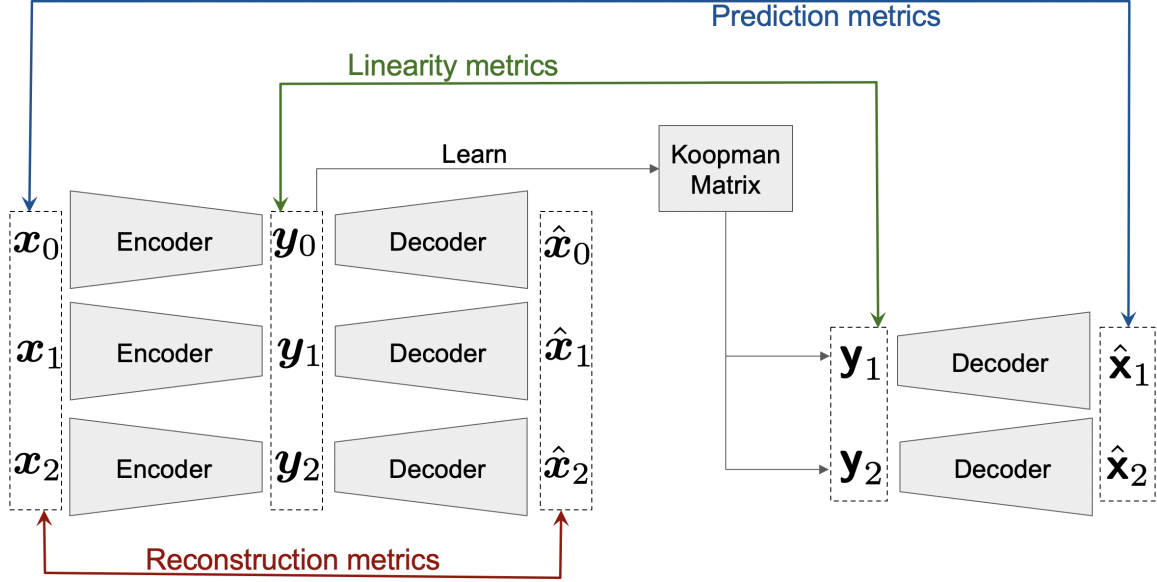 Prediction metrics
Linearity metrics
Learn
Koopman
Matrix
𝒙₀ Encoder 𝒚₀ Decoder 𝒙̂₀
𝒙₁ Encoder 𝒚₁ Decoder 𝒙̂₁
𝐲₁ Decoder 𝐱̂₁
𝒙₂ Encoder 𝒚₂ Decoder 𝒙̂₂
𝐲₂ Decoder 𝐱̂₂
Reconstruction metrics